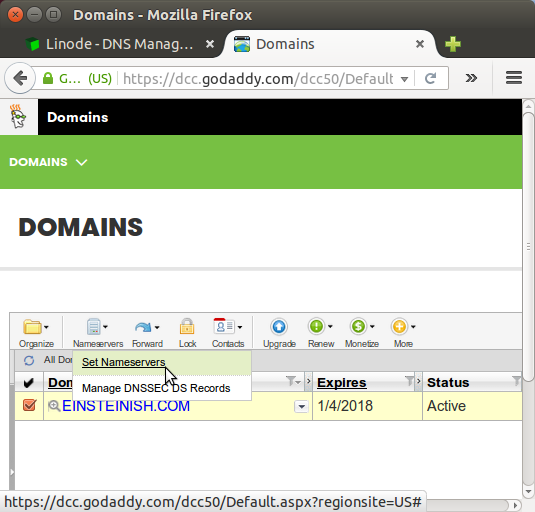 Domains - Mozilla Firefox
Linode - DNS Manag... Domains
G... (US) https://dcc.godaddy.com/dcc50/Default
Domains
DOMAINS
DOMAINS
Organize Nameservers Forward Lock Contacts Upgrade Renew Monetize More
All Do
Set Nameservers
Do Expires Status
Manage DNSSEC DS Records
EINSTEINISH.COM 1/4/2018 Active
https://dcc.godaddy.com/dcc50/Default.aspx?regionsite=US#